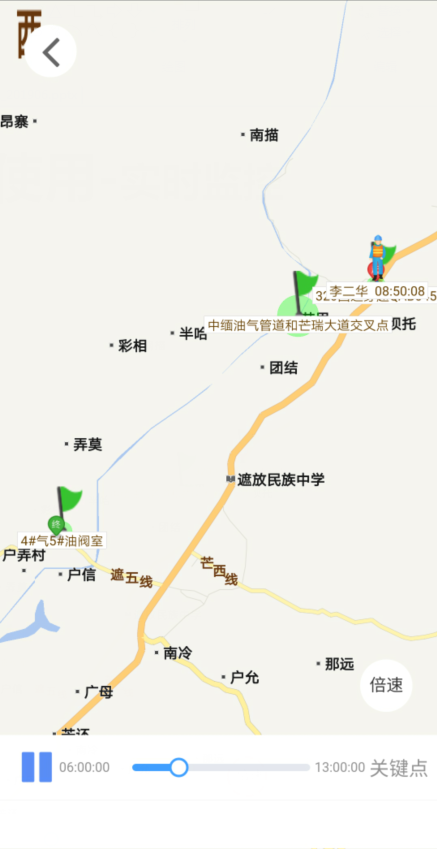 西
昂寨
南描
李二华 08:50:08
中缅油气管道和芒瑞大道交叉点
半哈
彩相
团结
弄莫
遮放民族中学
终
4#气5#油阀室
户弄村
户信
遮五线
芒西线
南冷
那远
户允
广母
倍速
06:00:00
13:00:00
关键点